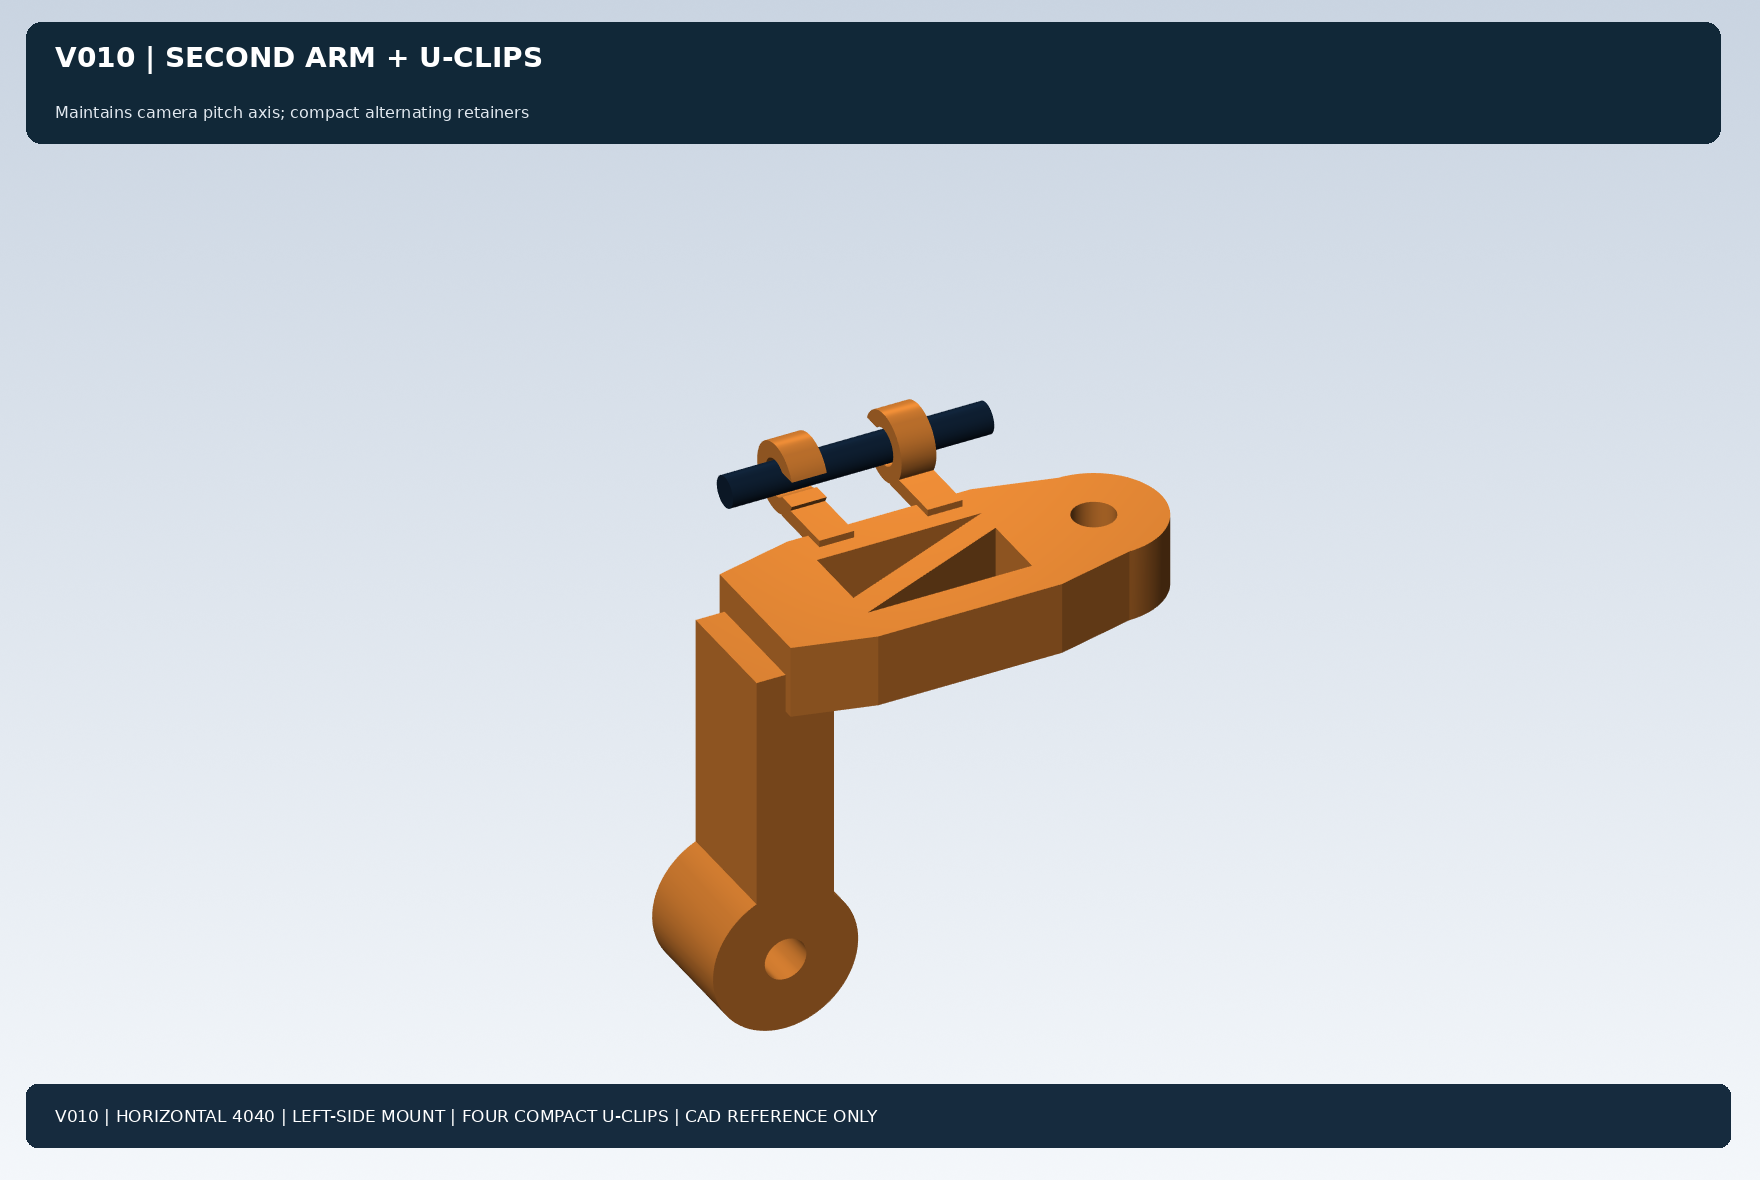 V010 | SECOND ARM + U-CLIPS
Maintains camera pitch axis; compact alternating retainers
V010 | HORIZONTAL 4040 | LEFT-SIDE MOUNT | FOUR COMPACT U-CLIPS | CAD REFERENCE ONLY